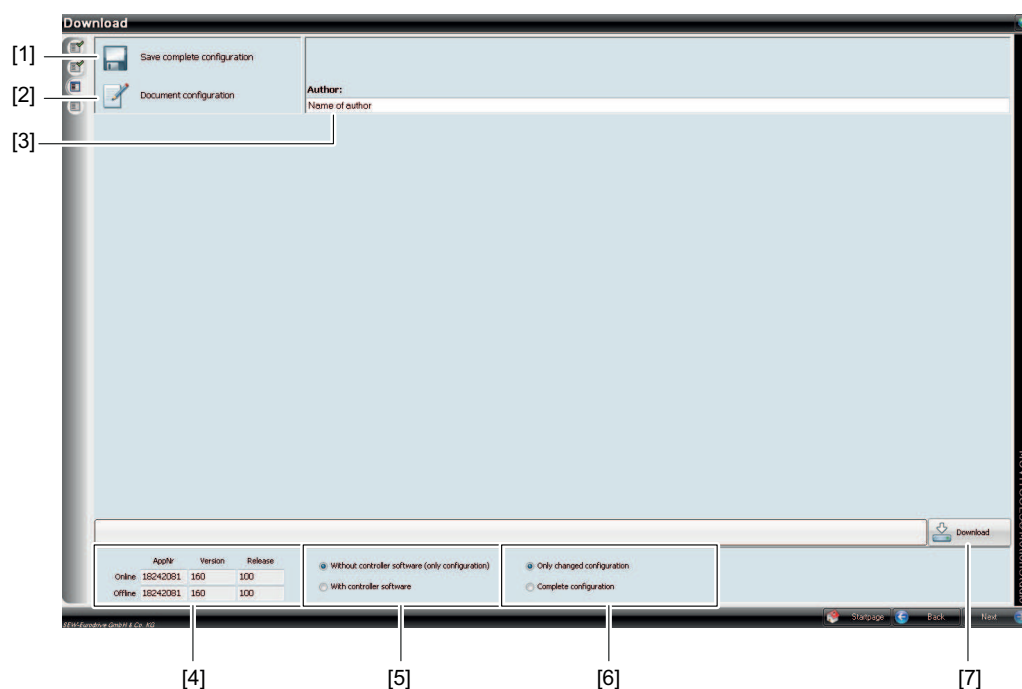 Download
[1]
Save complete configuration
[2]
Document configuration
Author:
Name of author
[3]
Download
AppNr Version Release
Online 18242081 160 100
Offline 18242081 160 100
Without controller software (only configuration)
With controller software
Only changed configuration
Complete configuration
SEW-Eurodrive GmbH & Co. KG
Startpage Back Next
[4] [5] [6] [7]